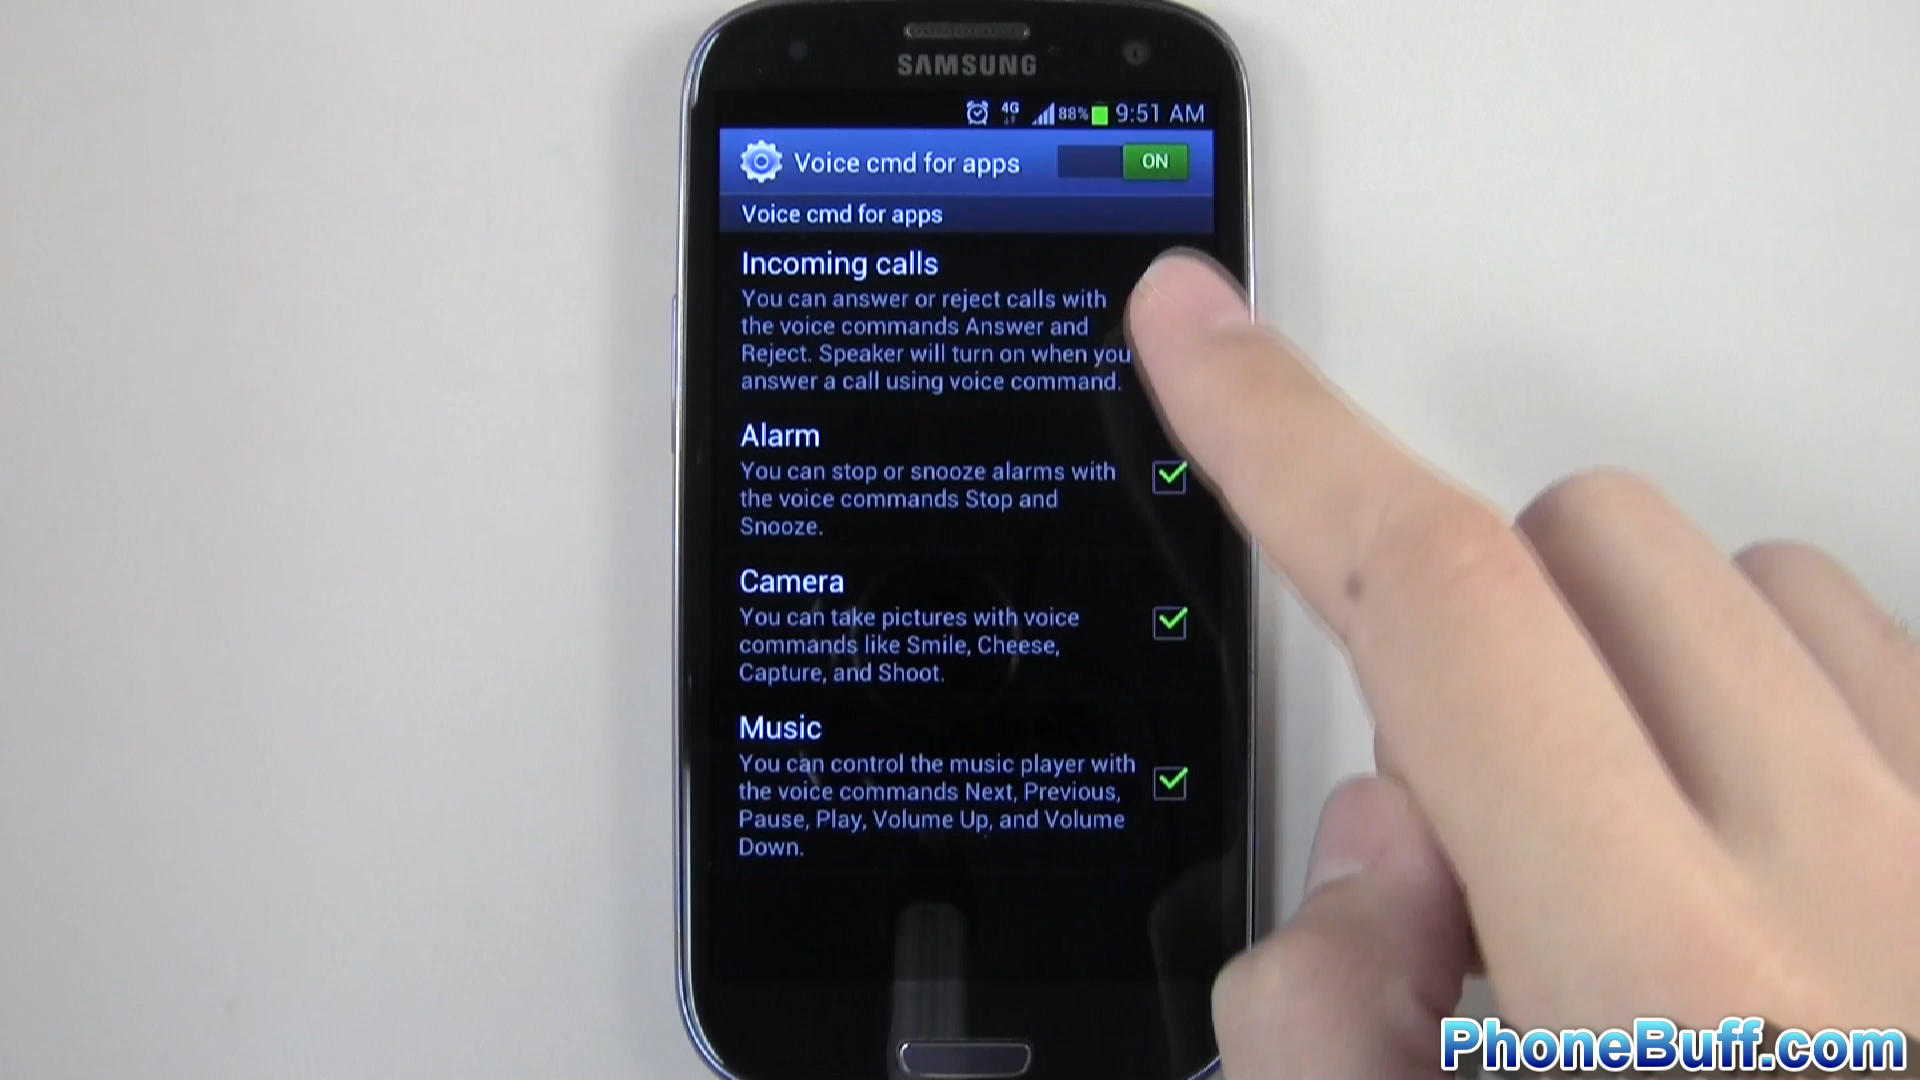 SAMSUNG
4G 88% 9:51 AM
Voice cmd for apps ON
Voice cmd for apps
Incoming calls
You can answer or reject calls with
the voice commands Answer and
Reject. Speaker will turn on when you
answer a call using voice command.
Alarm
You can stop or snooze alarms with
the voice commands Stop and
Snooze.
Camera
You can take pictures with voice
commands like Smile, Cheese,
Capture, and Shoot.
Music
You can control the music player with
the voice commands Next, Previous,
Pause, Play, Volume Up, and Volume
Down.
PhoneBuff.com